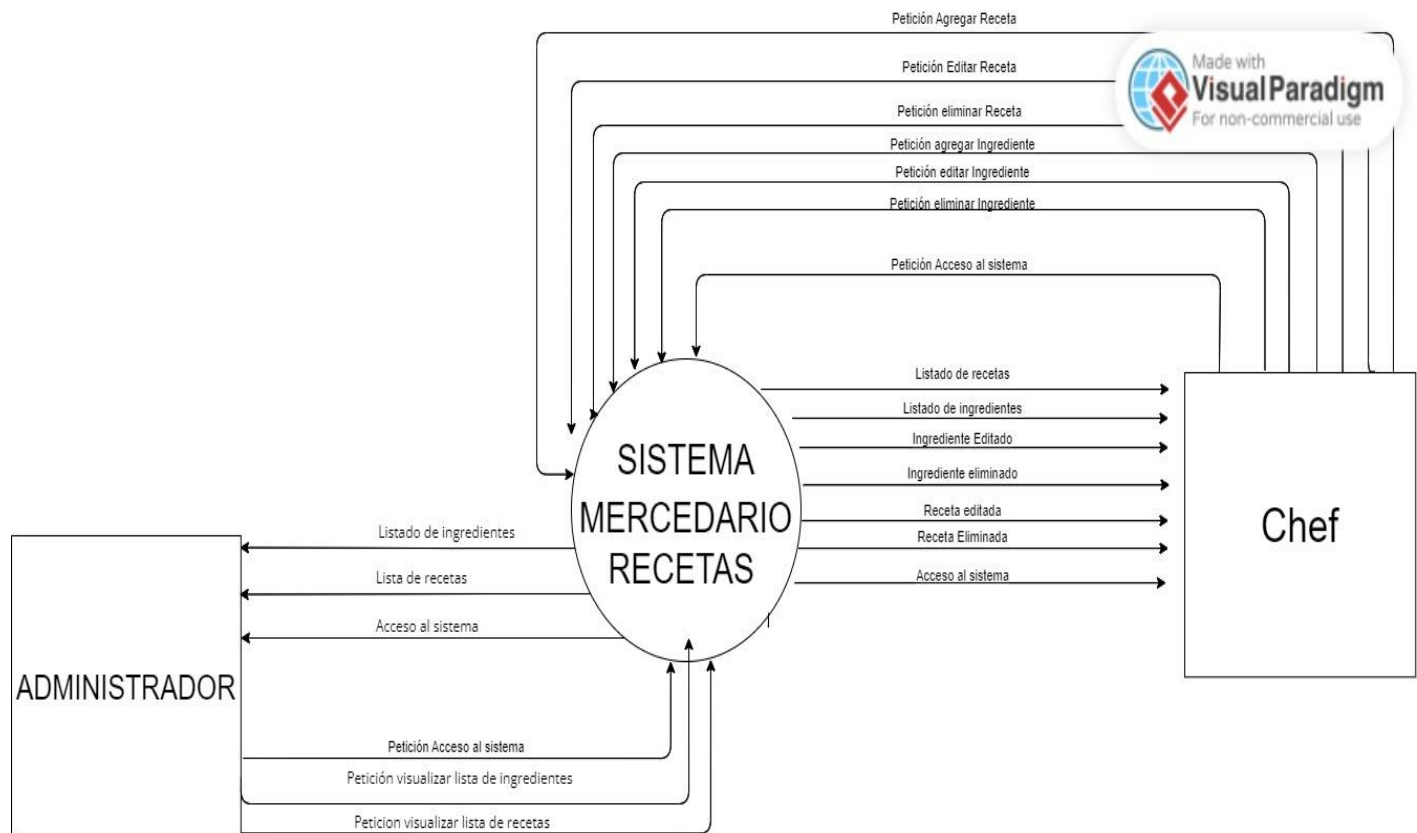 Petición Agregar Receta
Made with
Visual Paradigm
For non-commercial use
Petición Editar Receta
Petición eliminar Receta
Petición agregar Ingrediente
Petición editar Ingrediente
Petición eliminar Ingrediente
Petición Acceso al sistema
Listado de recetas
Listado de ingredientes
Ingrediente Editado
Ingrediente eliminado
Receta editada
Receta Eliminada
Acceso al sistema
SISTEMA
MERCEDARIO
RECETAS
Chef
Listado de ingredientes
Lista de recetas
Acceso al sistema
ADMINISTRADOR
Petición Acceso al sistema
Petición visualizar lista de ingredientes
Peticion visualizar lista de recetas